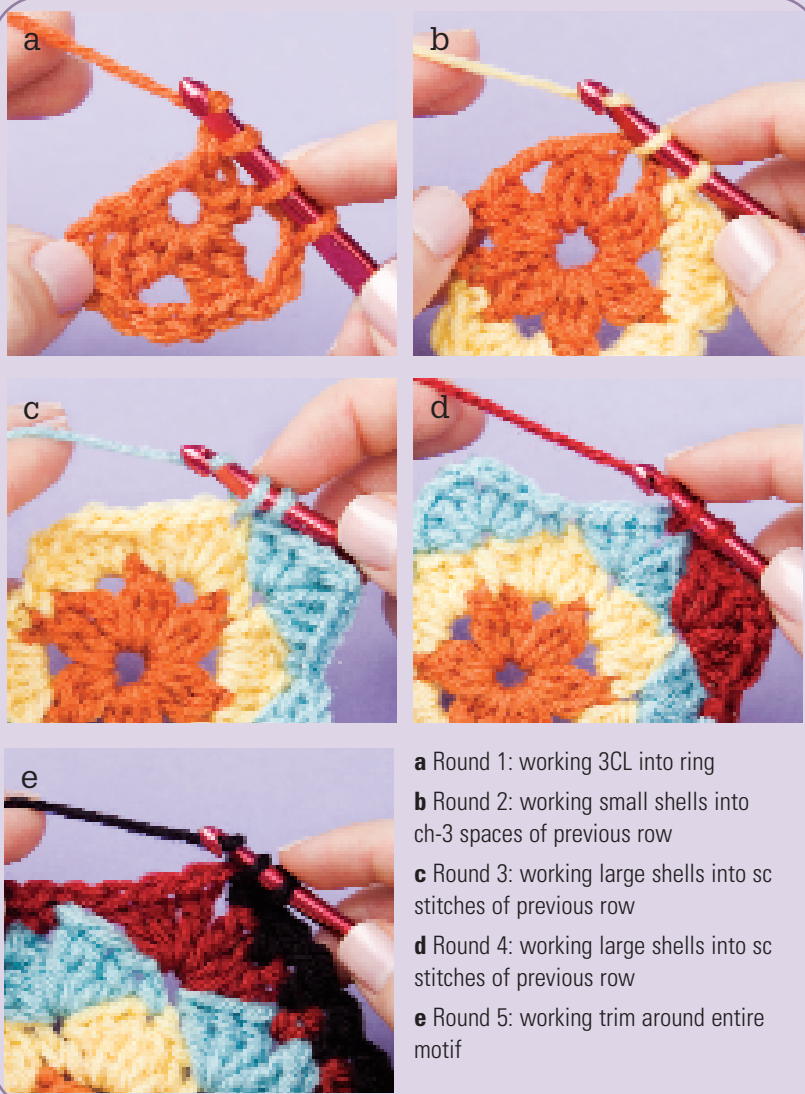 a
b
c
d
e
a Round 1: working 3CL into ring
b Round 2: working small shells into
ch-3 spaces of previous row
c Round 3: working large shells into sc
stitches of previous row
d Round 4: working large shells into sc
stitches of previous row
e Round 5: working trim around entire
motif